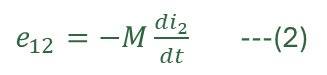 e₁₂ = −M di₂/dt ---(2)